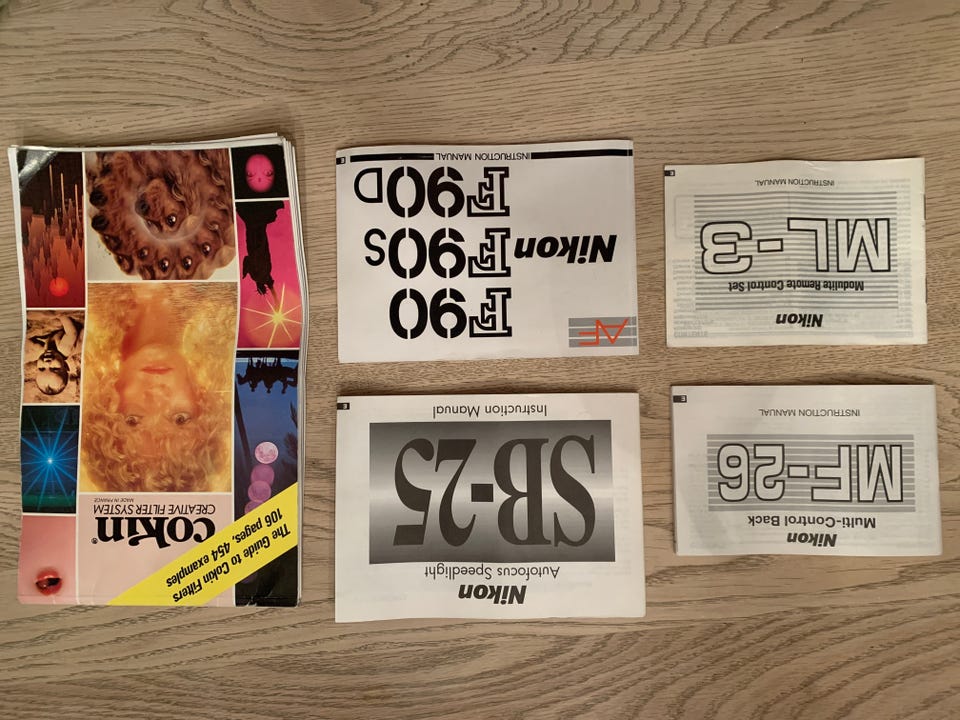 Nikon
Multi-Control Back
MF-26
INSTRUCTION MANUAL
E
Nikon
Modulite Remote Control Set
ML-3
INSTRUCTION MANUAL
E
Nikon
Autofocus Speedlight
SB-25
Instruction Manual
E
AF
F90
Nikon F90S
F90D
INSTRUCTION MANUAL
E
The Guide to Cokin Filters
106 pages, 454 examples
cokin®
CREATIVE FILTER SYSTEM
MADE IN FRANCE